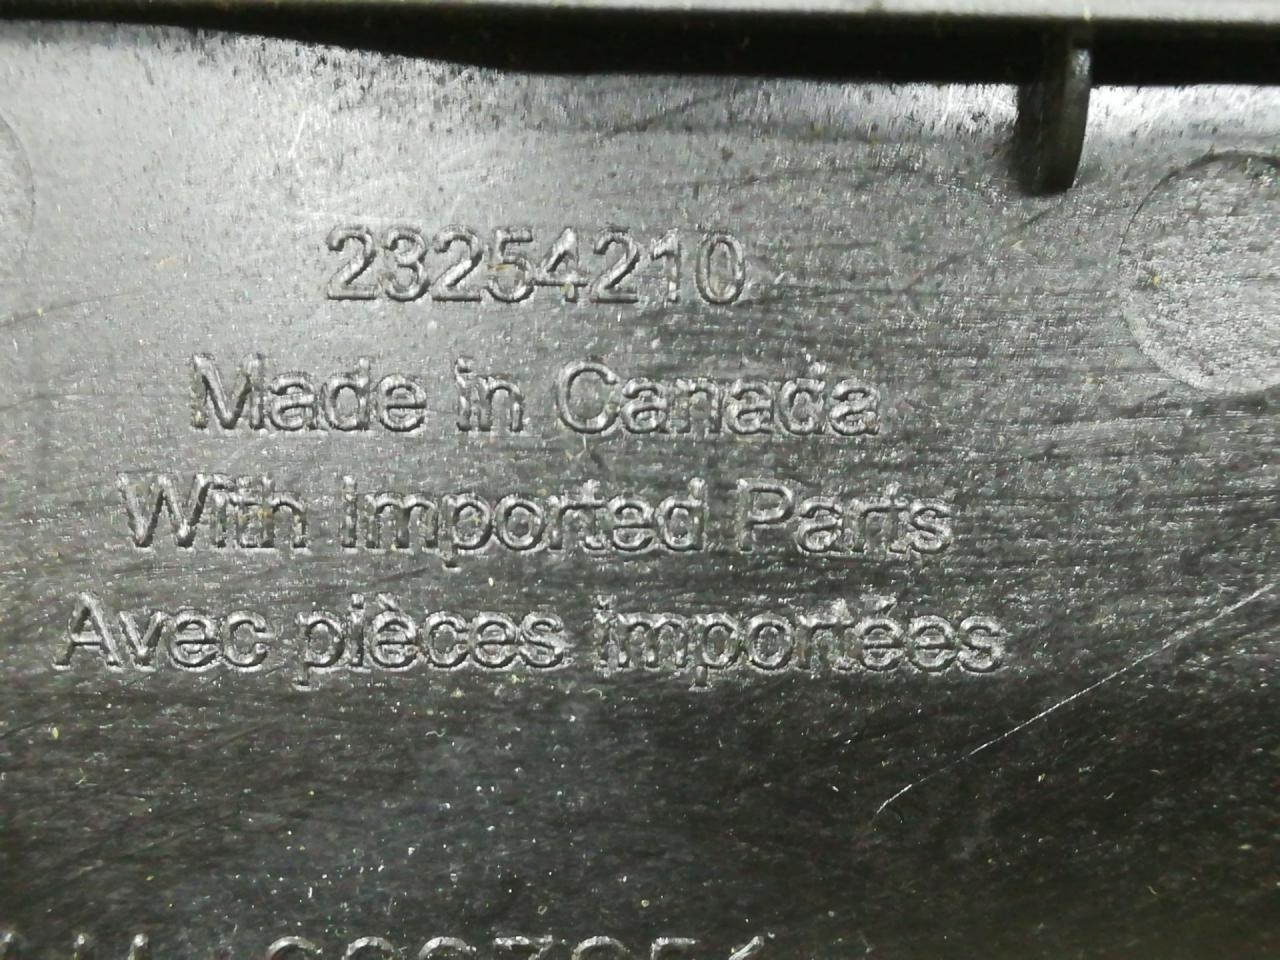 23254210
Made in Canada
With Imported Parts
Avec pièces importées